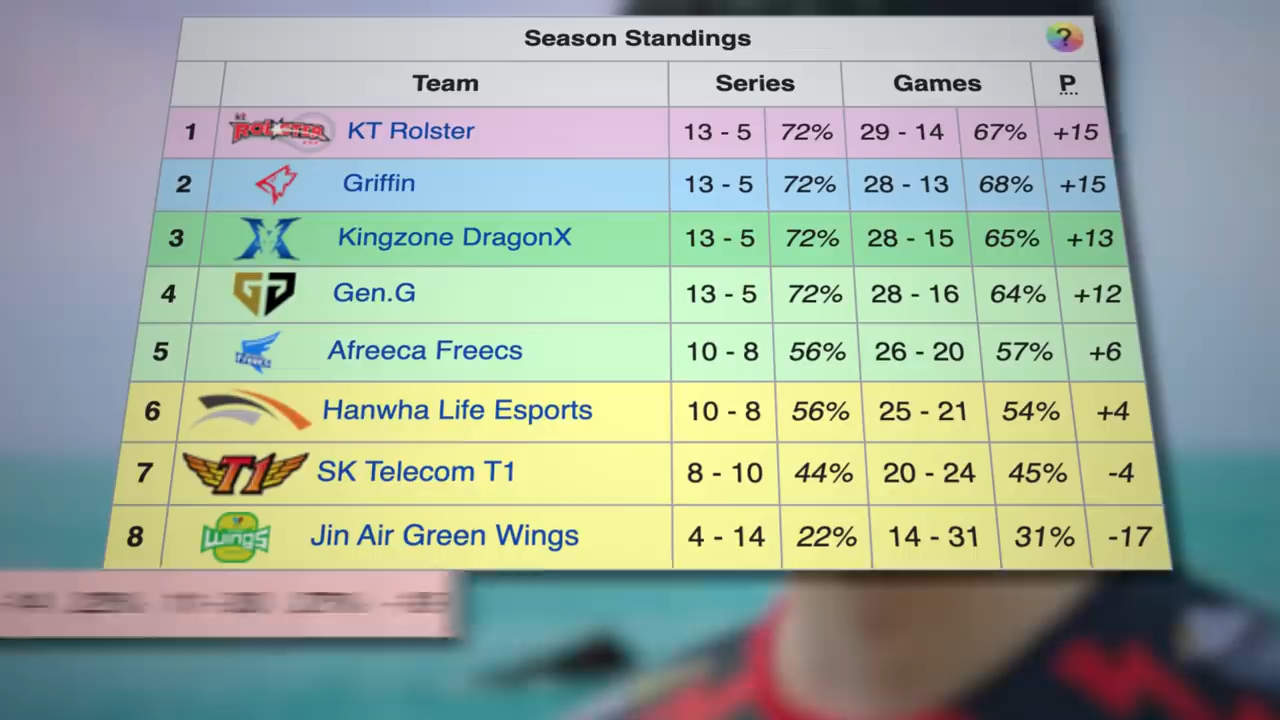 Season Standings ?
Team Series Games P
1 ROLSTER KT Rolster 13 - 5 72% 29 - 14 67% +15
2 Griffin 13 - 5 72% 28 - 13 68% +15
3 Kingzone DragonX 13 - 5 72% 28 - 15 65% +13
4 Gen.G 13 - 5 72% 28 - 16 64% +12
5 FREECS Afreeca Freecs 10 - 8 56% 26 - 20 57% +6
6 Hanwha Life Esports 10 - 8 56% 25 - 21 54% +4
7 T1 SK Telecom T1 8 - 10 44% 20 - 24 45% -4
8 WINGS Jin Air Green Wings 4 - 14 22% 14 - 31 31% -17